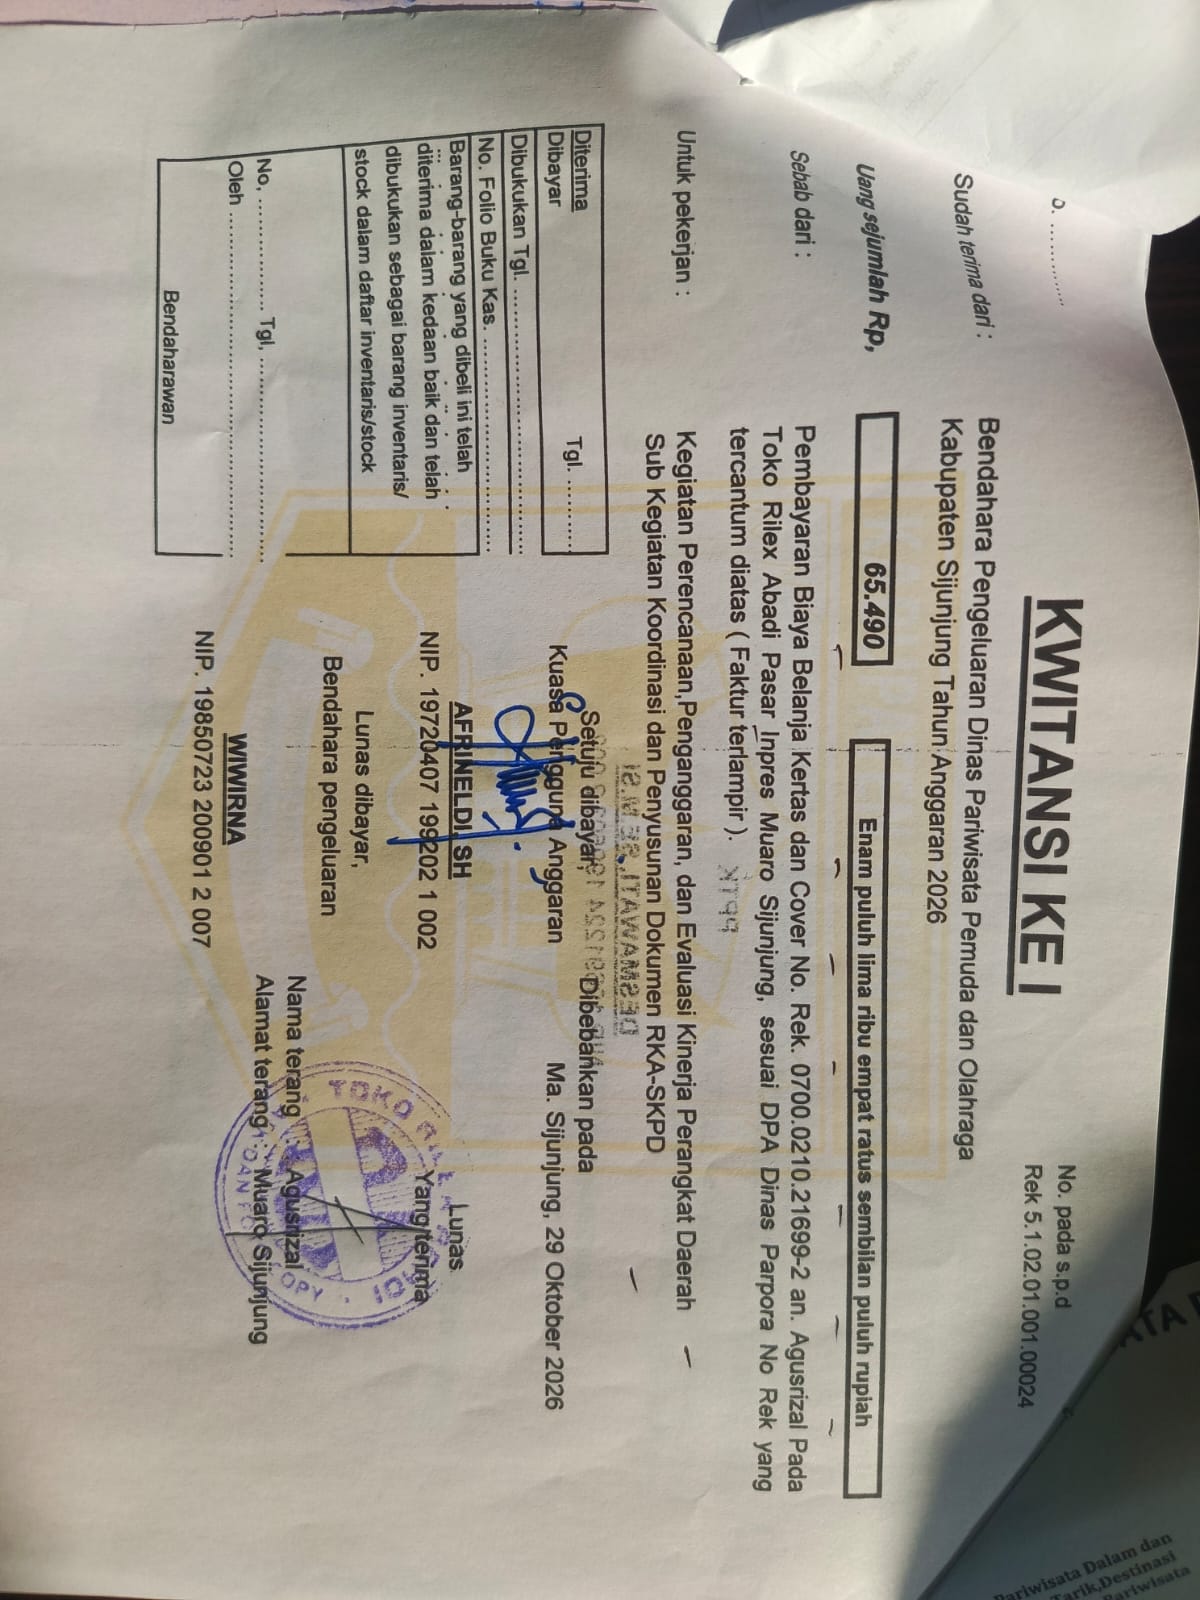 KWITANSI KE I
No. pada s.p.d
Rek 5.1.02.01.001.00024
Sudah terima dari :
Bendahara Pengeluaran Dinas Pariwisata Pemuda dan Olahraga
Kabupaten Sijunjung Tahun Anggaran 2026
Uang sejumlah Rp,
65.490
Enam puluh lima ribu empat ratus sembilan puluh rupiah
Sebab dari :
Pembayaran Biaya Belanja Kertas dan Cover No. Rek. 0700.0210.21699-2 an. Agusrizal Pada
Toko Rilex Abadi Pasar Inpres Muaro Sijunjung, sesuai DPA Dinas Parpora No Rek yang
tercantum diatas ( Faktur terlampir ).
PPTK
Untuk pekerjan :
Kegiatan Perencanaan,Penganggaran, dan Evaluasi Kinerja Perangkat Daerah
Sub Kegiatan Koordinasi dan Penyusunan Dokumen RKA-SKPD
DESMAWATI, SE.M.SI
Diterima
Dibayar
Tgl. ...........
Dibukukan Tgl. ........................................
No. Folio Buku Kas. ................................
Barang-barang yang dibeli ini telah
diterima dalam kedaan baik dan telah
dibukukan sebagai barang inventaris/
stock dalam daftar inventaris/stock
No, ................. Tgl, ...............................
Oleh ....................................................
Bendaharawan
Setuju dibayar,
Kuasa Pengguna Anggaran
AFRINELDI, SH
NIP. 19720407 199202 1 002
Lunas dibayar,
Bendahara pengeluaran
WIWIRNA
NIP. 19850723 200901 2 007
Dibebankan pada
Ma. Sijunjung, 29 Oktober 2026
Lunas
Yang terima
Nama terang : Agusrizal
Alamat terang : Muaro Sijunjung